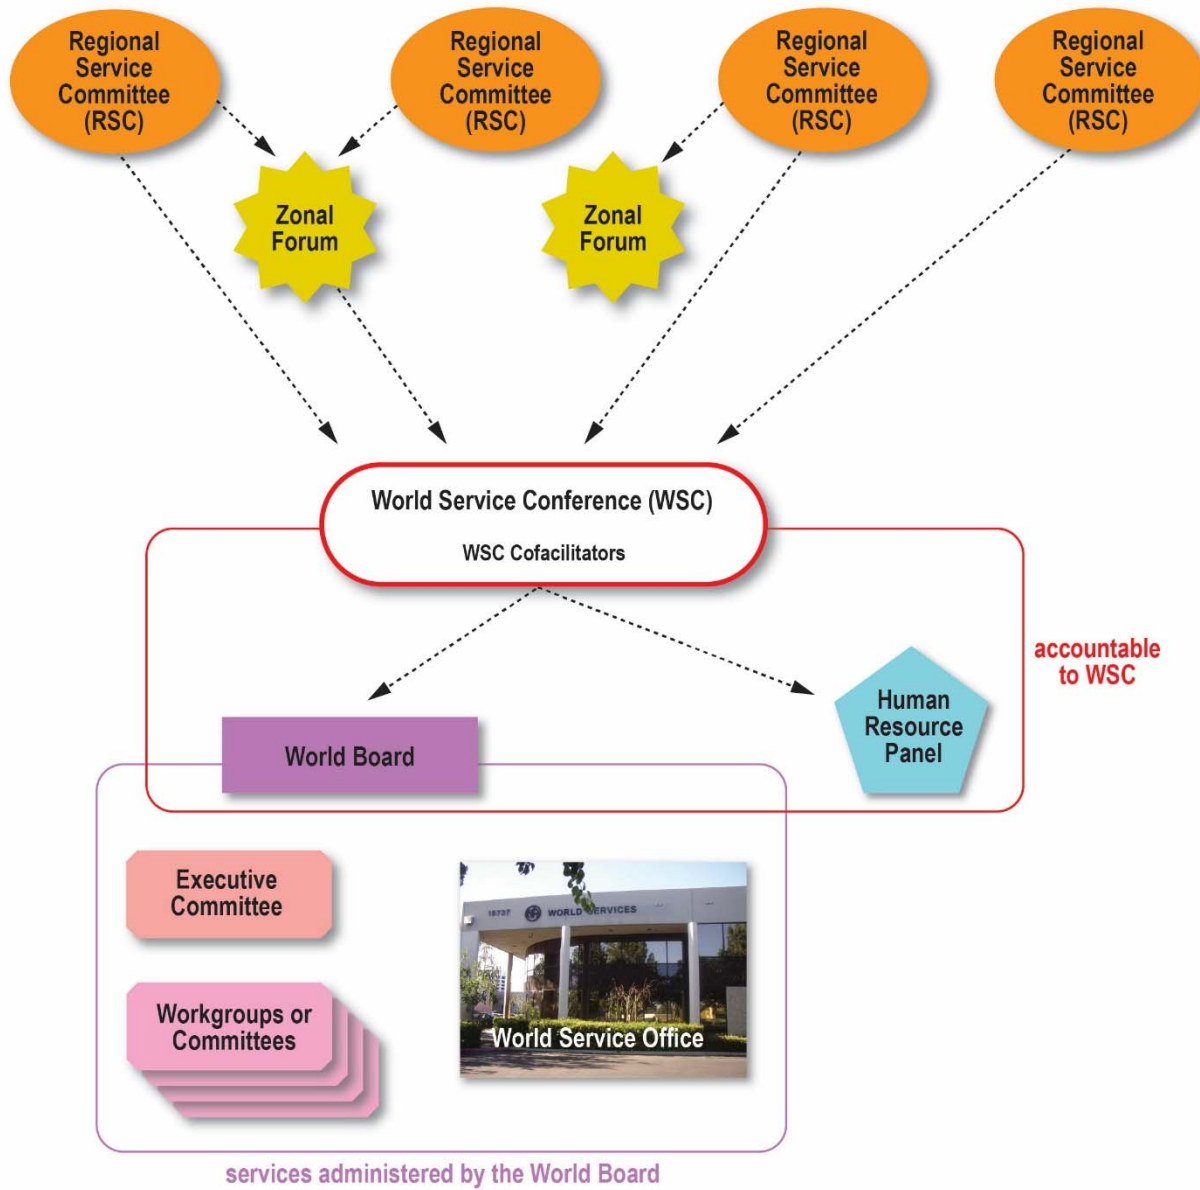 Regional
Service
Committee
(RSC)
Regional
Service
Committee
(RSC)
Regional
Service
Committee
(RSC)
Regional
Service
Committee
(RSC)
Zonal
Forum
Zonal
Forum
World Service Conference (WSC)
WSC Cofacilitators
accountable
to WSC
Human
Resource
Panel
World Board
Executive
Committee
Workgroups or
Committees
19737 WORLD SERVICES
World Service Office
services administered by the World Board